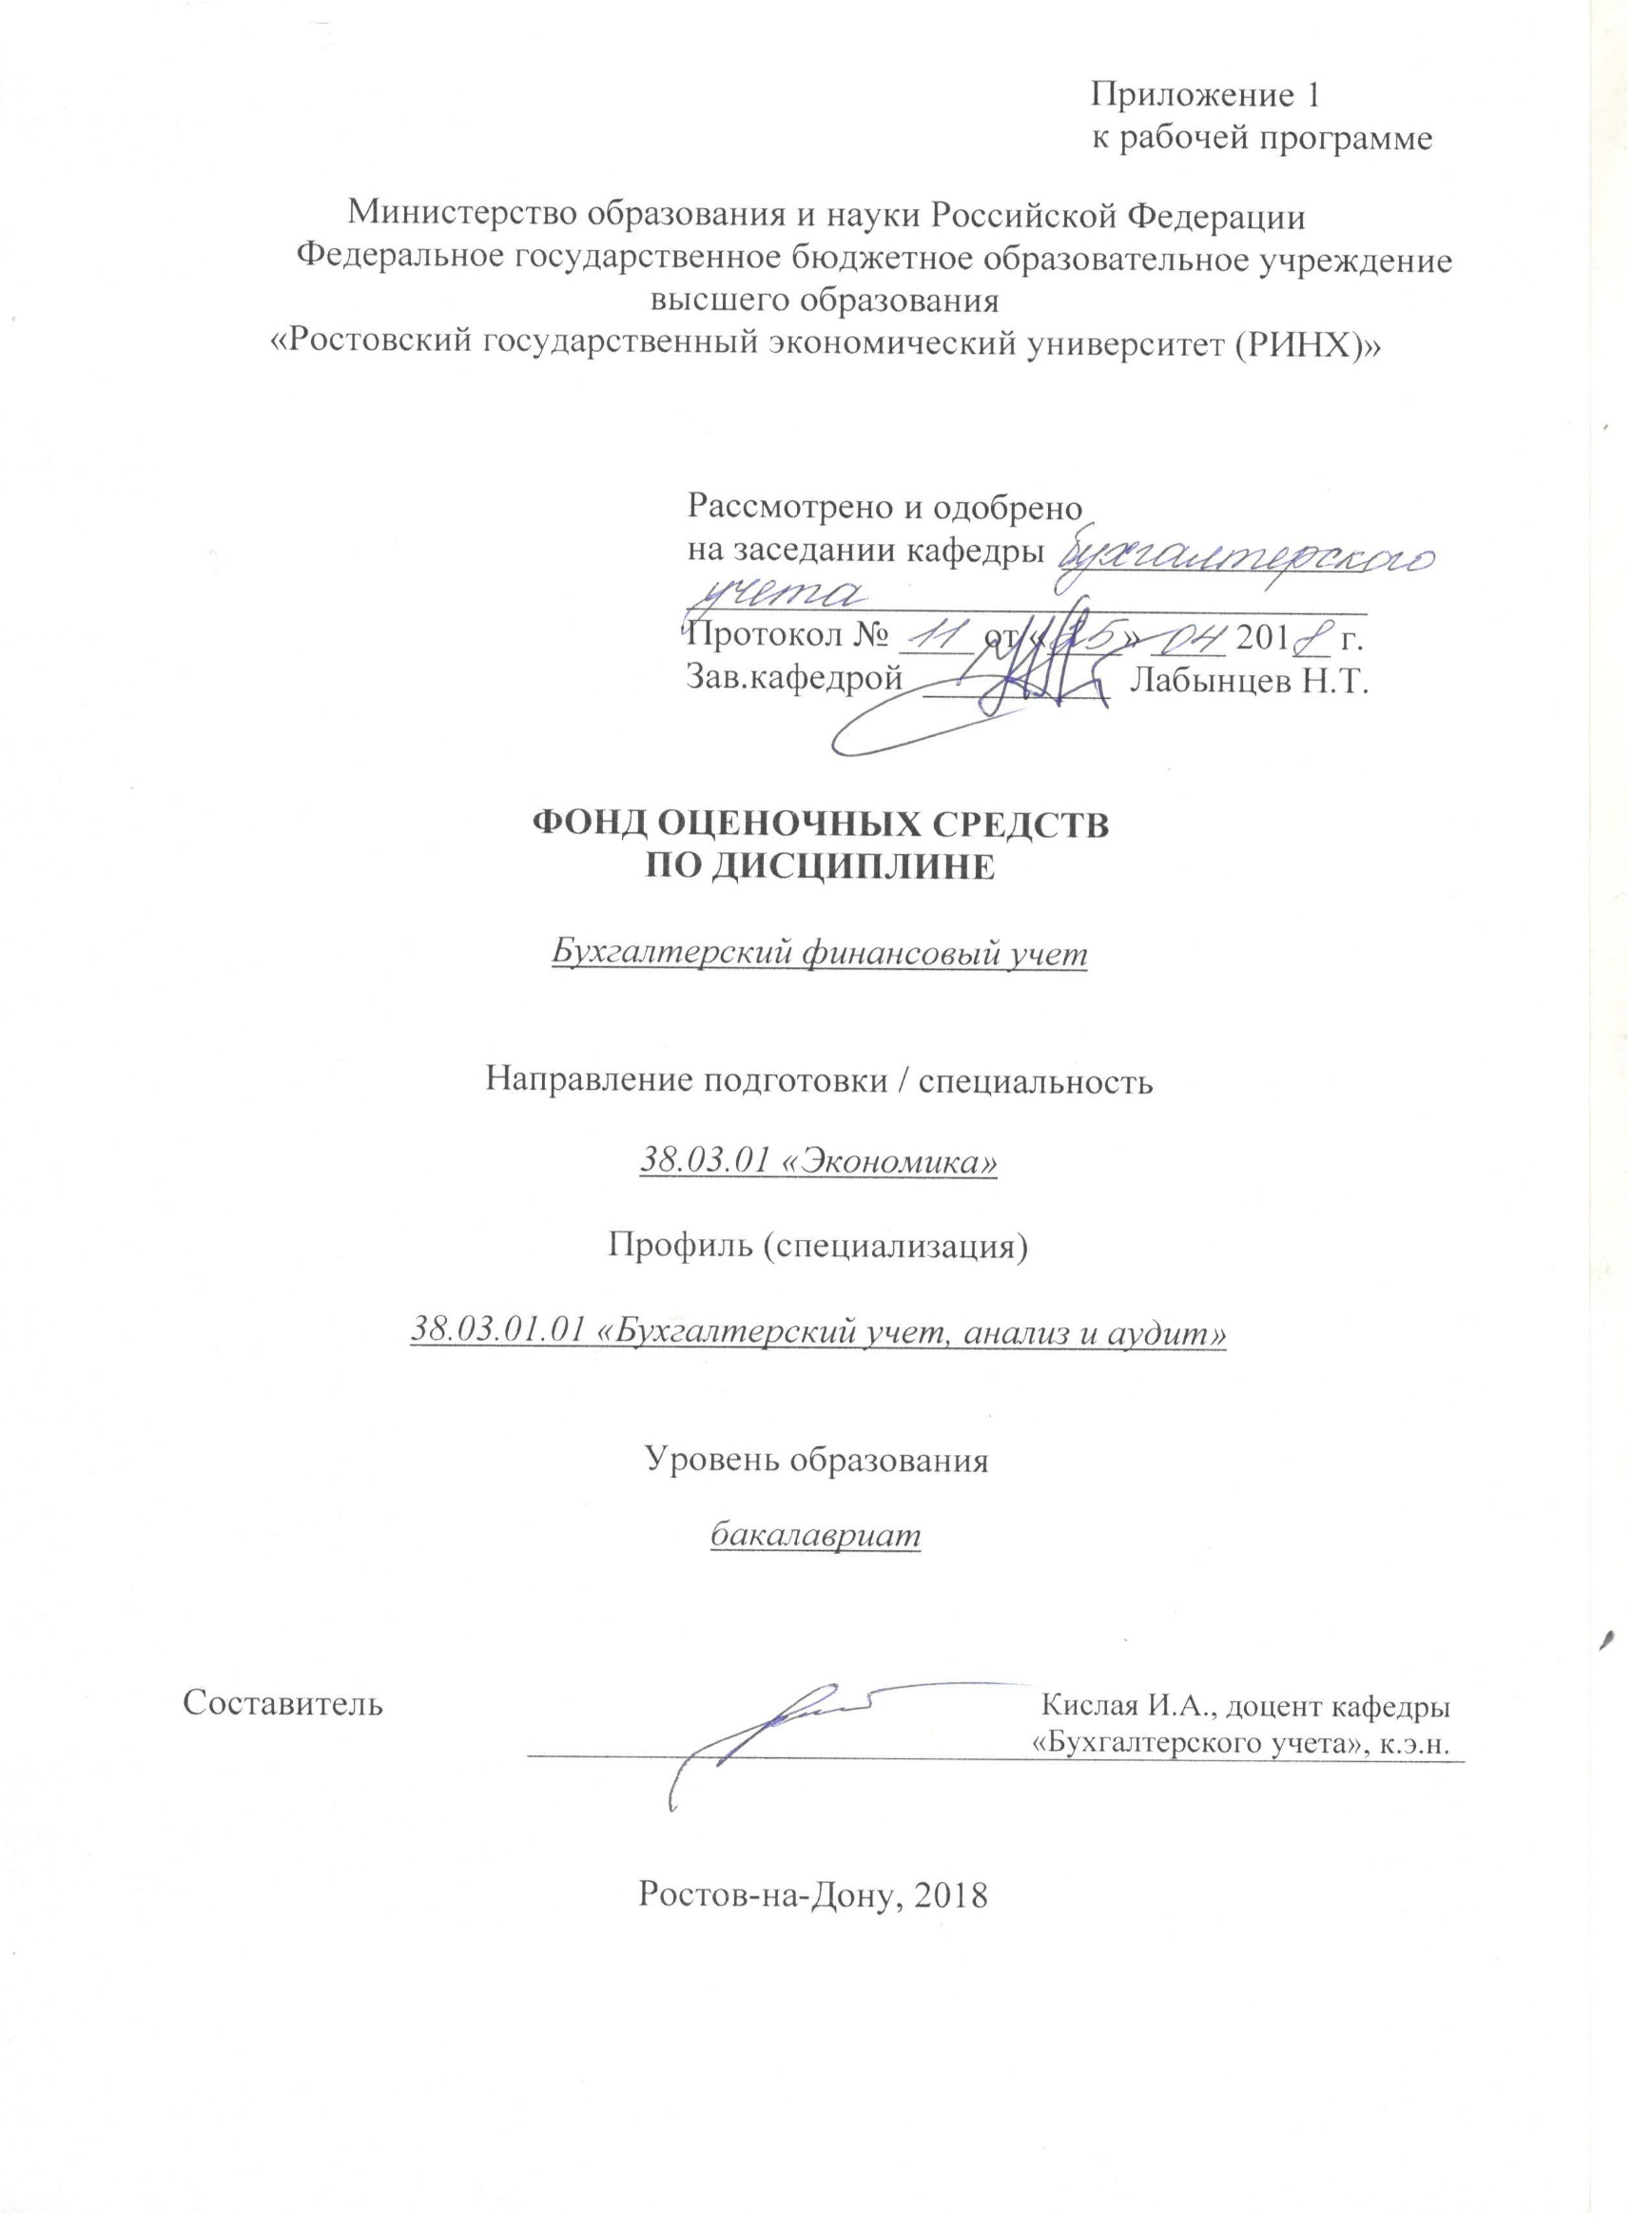 Приложение 1
к рабочей программе
Министерство образования и науки Российской Федерации
Федеральное государственное бюджетное образовательное учреждение
высшего образования
«Ростовский государственный экономический университет (РИНХ)»
Рассмотрено и одобрено
на заседании кафедры бухгалтерского
учета
Протокол № 11 от «25» 04 2018 г.
Зав.кафедрой Лабынцев Н.Т.
ФОНД ОЦЕНОЧНЫХ СРЕДСТВ
ПО ДИСЦИПЛИНЕ
Бухгалтерский финансовый учет
Направление подготовки / специальность
38.03.01 «Экономика»
Профиль (специализация)
38.03.01.01 «Бухгалтерский учет, анализ и аудит»
Уровень образования
бакалавриат
Составитель
Кислая И.А., доцент кафедры
«Бухгалтерского учета», к.э.н.
Ростов-на-Дону, 2018